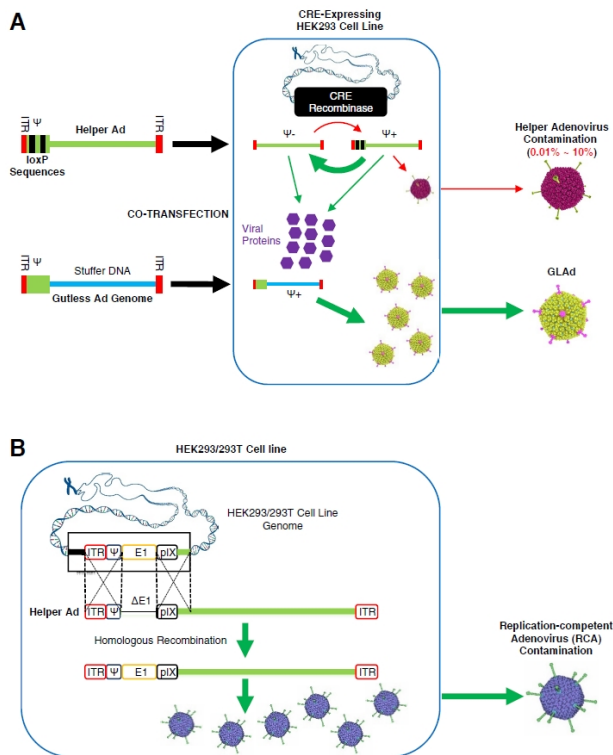 A
CRE-Expressing
HEK293 Cell Line
CRE
Recombinase
ITR
Ψ
Helper Ad
ITR
loxP
Sequences
Ψ-
Ψ+
Helper Adenovirus
Contamination
(0.01% ~ 10%)
CO-TRANSFECTION
Viral
Proteins
ITR
Ψ
Stuffer DNA
ITR
Gutless Ad Genome
Ψ+
GLAd
B
HEK293/293T Cell line
HEK293/293T Cell Line
Genome
ITR Ψ E1 pIX
ΔE1
Helper Ad ITR Ψ pIX ITR
Homologous Recombination
ITR Ψ E1 pIX ITR
Replication-competent
Adenovirus (RCA)
Contamination